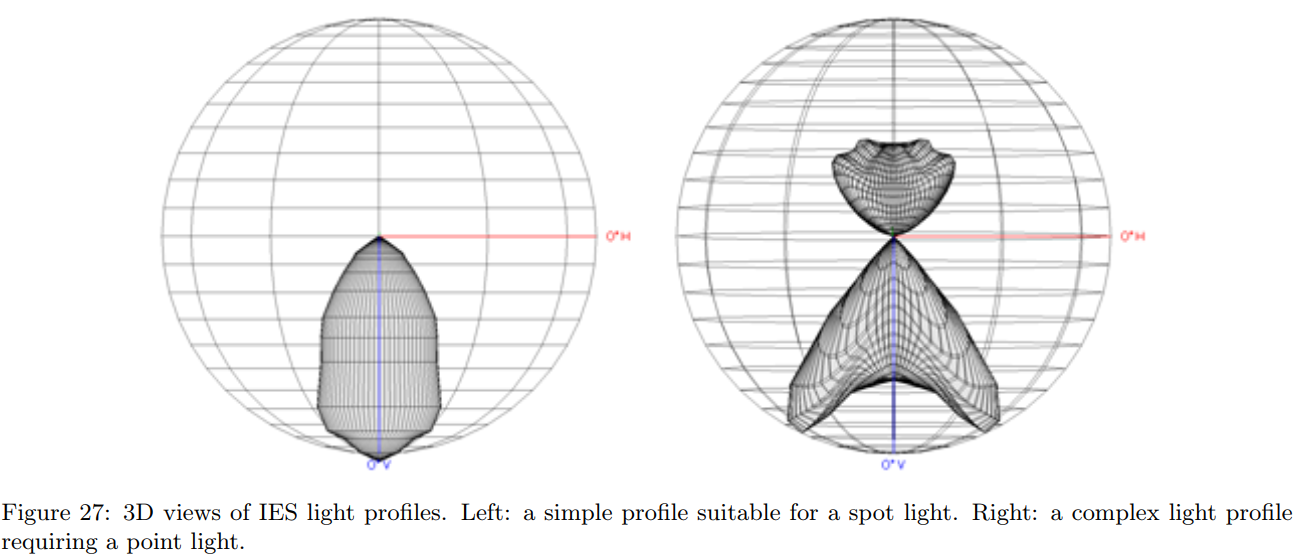 0°H
0°H
0°V
0°V
Figure 27: 3D views of IES light profiles. Left: a simple profile suitable for a spot light. Right: a complex light profile
requiring a point light.